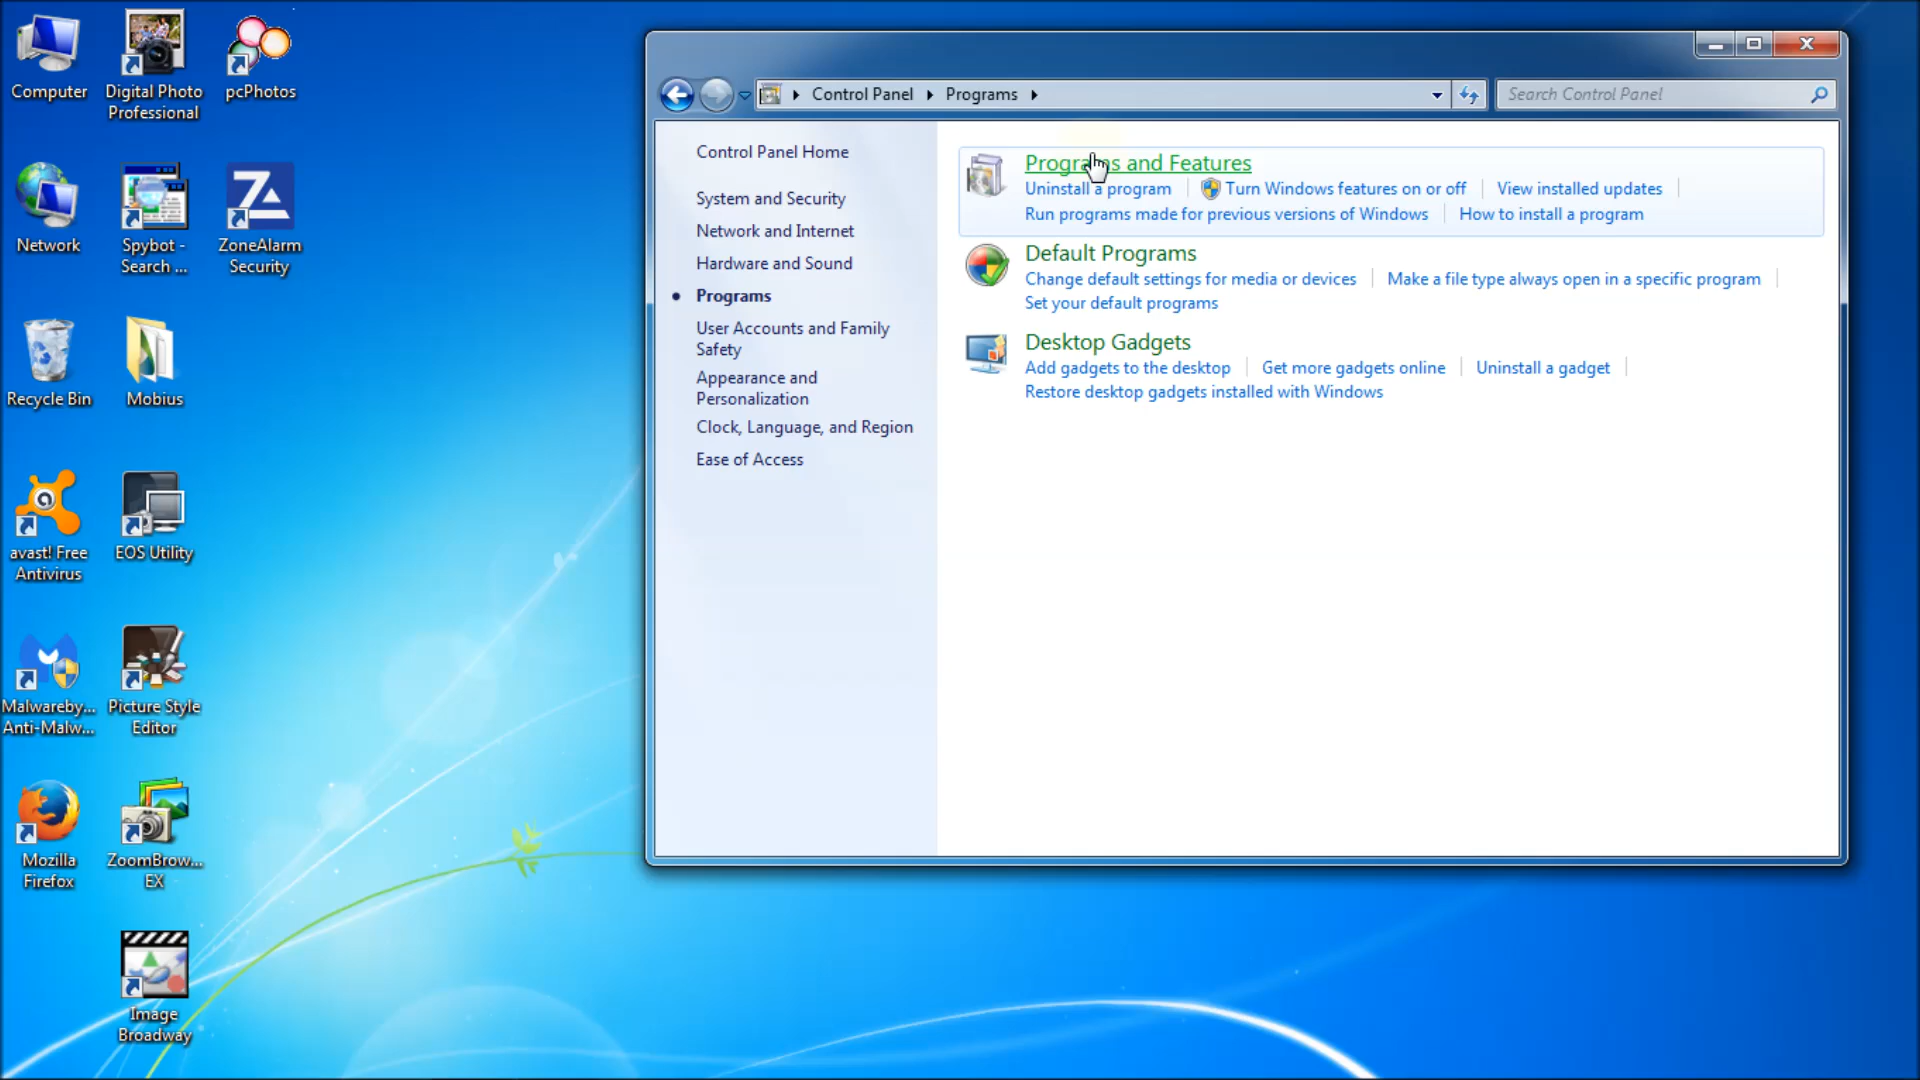 Computer
Digital Photo
Professional
pcPhotos
Network
Spybot -
Search ...
ZoneAlarm
Security
Recycle Bin
Mobius
avast! Free
Antivirus
EOS Utility
Malwareby...
Anti-Malw...
Picture Style
Editor
Mozilla
Firefox
ZoomBrow...
EX
Image
Broadway
Control Panel Programs
Search Control Panel
Control Panel Home
System and Security
Network and Internet
Hardware and Sound
Programs
User Accounts and Family
Safety
Appearance and
Personalization
Clock, Language, and Region
Ease of Access
Programs and Features
Uninstall a program Turn Windows features on or off View installed updates
Run programs made for previous versions of Windows How to install a program
Default Programs
Change default settings for media or devices Make a file type always open in a specific program
Set your default programs
Desktop Gadgets
Add gadgets to the desktop Get more gadgets online Uninstall a gadget
Restore desktop gadgets installed with Windows